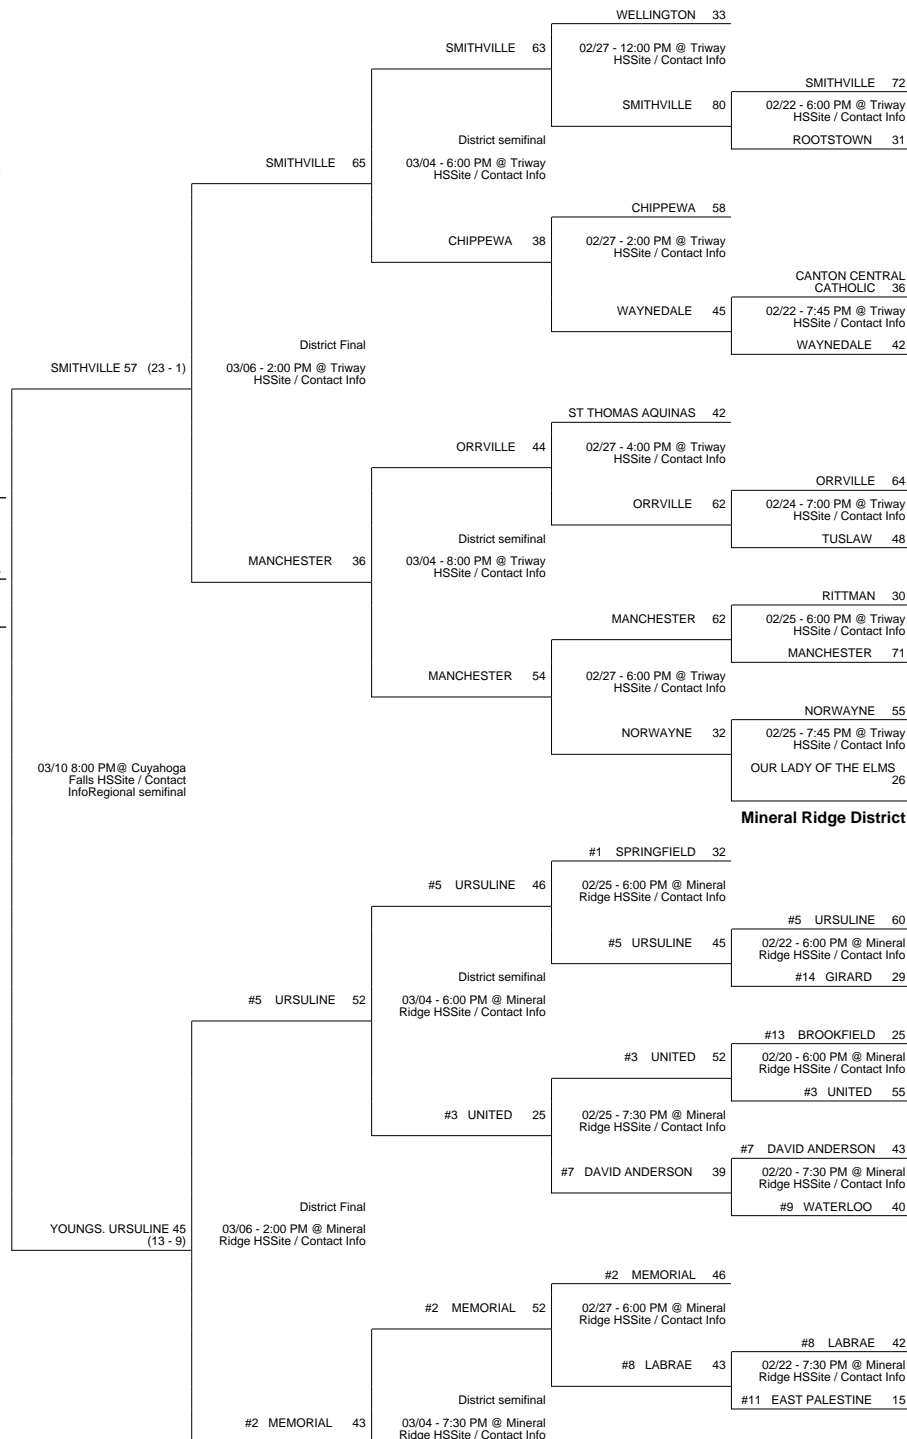 WELLINGTON 33
SMITHVILLE 63
02/27 - 12:00 PM @ Triway
HSSite / Contact Info
SMITHVILLE 72
SMITHVILLE 80
02/22 - 6:00 PM @ Triway
HSSite / Contact Info
District semifinal
ROOTSTOWN 31
SMITHVILLE 65
03/04 - 6:00 PM @ Triway
HSSite / Contact Info
CHIPPEWA 58
CHIPPEWA 38
02/27 - 2:00 PM @ Triway
HSSite / Contact Info
CANTON CENTRAL
CATHOLIC 36
WAYNEDALE 45
02/22 - 7:45 PM @ Triway
HSSite / Contact Info
District Final
WAYNEDALE 42
SMITHVILLE 57 (23 - 1)
03/06 - 2:00 PM @ Triway
HSSite / Contact Info
ST THOMAS AQUINAS 42
ORRVILLE 44
02/27 - 4:00 PM @ Triway
HSSite / Contact Info
ORRVILLE 64
ORRVILLE 62
02/24 - 7:00 PM @ Triway
HSSite / Contact Info
District semifinal
TUSLAW 48
MANCHESTER 36
03/04 - 8:00 PM @ Triway
HSSite / Contact Info
RITTMAN 30
MANCHESTER 62
02/25 - 6:00 PM @ Triway
HSSite / Contact Info
MANCHESTER 71
MANCHESTER 54
02/27 - 6:00 PM @ Triway
HSSite / Contact Info
NORWAYNE 55
NORWAYNE 32
02/25 - 7:45 PM @ Triway
HSSite / Contact Info
03/10 8:00 PM@ Cuyahoga
Falls HSSite / Contact
InfoRegional semifinal
OUR LADY OF THE ELMS
26
Mineral Ridge District
#1 SPRINGFIELD 32
#5 URSULINE 46
02/25 - 6:00 PM @ Mineral
Ridge HSSite / Contact Info
#5 URSULINE 60
#5 URSULINE 45
02/22 - 6:00 PM @ Mineral
Ridge HSSite / Contact Info
District semifinal
#14 GIRARD 29
#5 URSULINE 52
03/04 - 6:00 PM @ Mineral
Ridge HSSite / Contact Info
#13 BROOKFIELD 25
#3 UNITED 52
02/20 - 6:00 PM @ Mineral
Ridge HSSite / Contact Info
#3 UNITED 55
#3 UNITED 25
02/25 - 7:30 PM @ Mineral
Ridge HSSite / Contact Info
#7 DAVID ANDERSON 43
#7 DAVID ANDERSON 39
02/20 - 7:30 PM @ Mineral
Ridge HSSite / Contact Info
District Final
#9 WATERLOO 40
YOUNGS. URSULINE 45
(13 - 9)
03/06 - 2:00 PM @ Mineral
Ridge HSSite / Contact Info
#2 MEMORIAL 46
#2 MEMORIAL 52
02/27 - 6:00 PM @ Mineral
Ridge HSSite / Contact Info
#8 LABRAE 42
#8 LABRAE 43
02/22 - 7:30 PM @ Mineral
Ridge HSSite / Contact Info
District semifinal
#11 EAST PALESTINE 15
#2 MEMORIAL 43
03/04 - 7:30 PM @ Mineral
Ridge HSSite / Contact Info